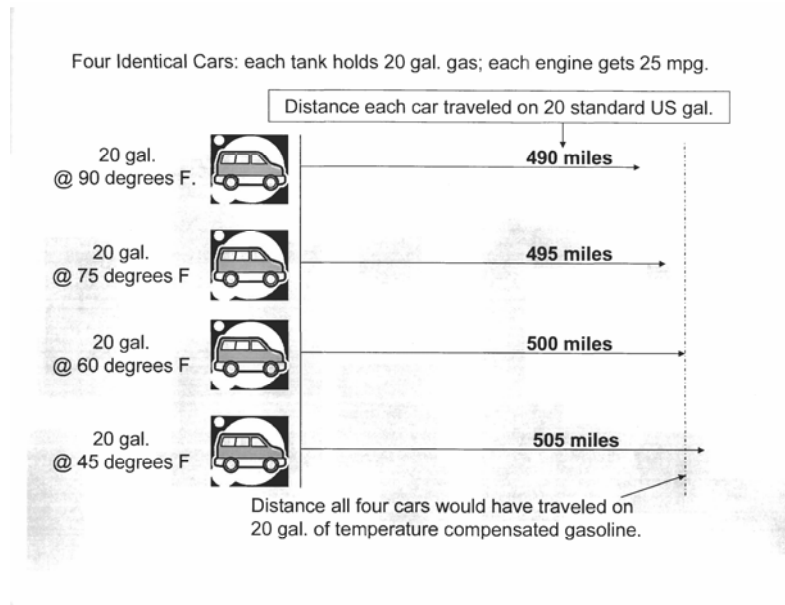 Four Identical Cars: each tank holds 20 gal. gas; each engine gets 25 mpg.
Distance each car traveled on 20 standard US gal.
20 gal.
@ 90 degrees F.
490 miles
20 gal.
@ 75 degrees F
495 miles
20 gal.
@ 60 degrees F
500 miles
20 gal.
@ 45 degrees F
505 miles
Distance all four cars would have traveled on
20 gal. of temperature compensated gasoline.